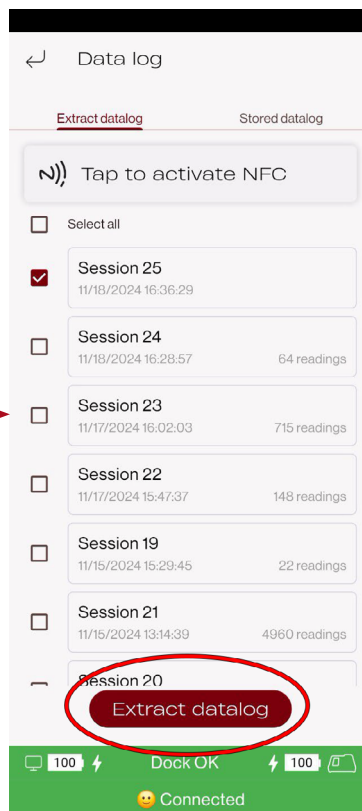 Data log
Extract datalog Stored datalog
Tap to activate NFC
Select all
Session 25
11/18/2024 16:36:29
Session 24
11/18/2024 16:28:57 64 readings
Session 23
11/17/2024 16:02:03 715 readings
Session 22
11/17/2024 15:47:37 148 readings
Session 19
11/15/2024 15:29:45 22 readings
Session 21
11/15/2024 13:14:39 4960 readings
Session 20
Extract datalog
100 Dock OK 100
Connected